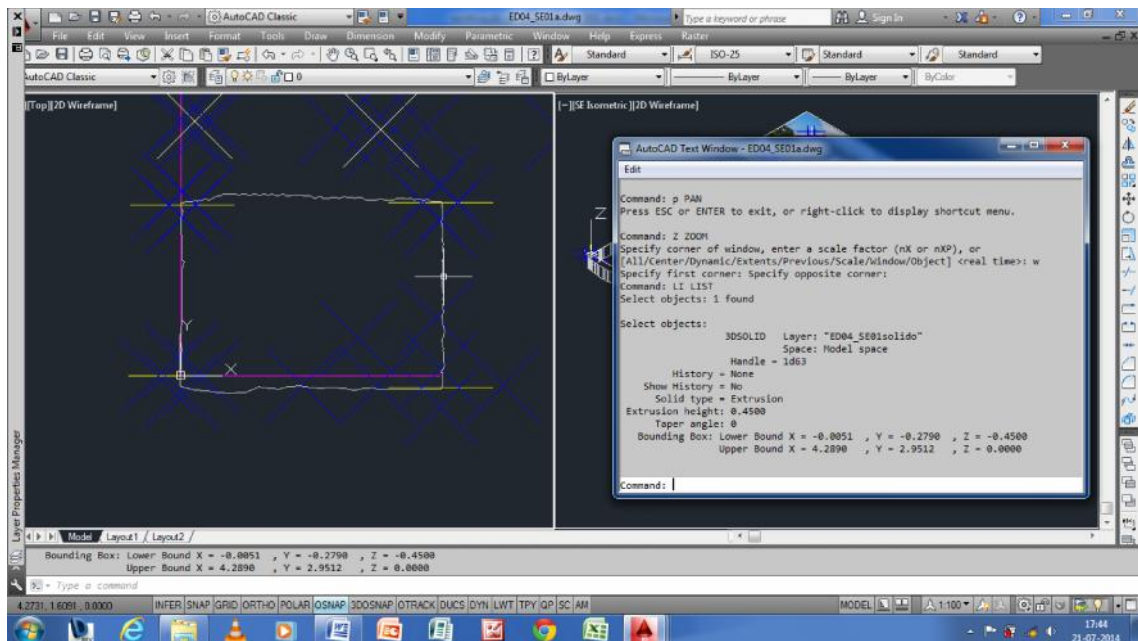 AutoCAD Classic
ED04_SE01a.dwg
Type a keyword or phrase
Sign In
File Edit View Insert Format Tools Draw Dimension Modify Parametric Window Help Express Raster
Standard ISO-25 Standard Standard
AutoCAD Classic 0 ByLayer ByLayer ByLayer ByColor
[Top][2D Wireframe]
[−][SE Isometric][2D Wireframe]
Z
Y
X
AutoCAD Text Window - ED04_SE01a.dwg
Edit
Command: p PAN
Press ESC or ENTER to exit, or right-click to display shortcut menu.
Command: Z ZOOM
Specify corner of window, enter a scale factor (nX or nXP), or
[All/Center/Dynamic/Extents/Previous/Scale/Window/Object] <real time>: w
Specify first corner: Specify opposite corner:
Command: LI LIST
Select objects: 1 found
Select objects:
3DSOLID Layer: "ED04_SE01solido"
Space: Model space
Handle = 1d63
History = None
Show History = No
Solid type = Extrusion
Extrusion height: 0.4500
Taper angle: 0
Bounding Box: Lower Bound X = -0.0051 , Y = -0.2790 , Z = -0.4500
Upper Bound X = 4.2890 , Y = 2.9512 , Z = 0.0000
Command:
Layer Properties Manager
Model Layout1 Layout2
Bounding Box: Lower Bound X = -0.0051 , Y = -0.2790 , Z = -0.4500
Upper Bound X = 4.2890 , Y = 2.9512 , Z = 0.0000
Type a command
4.2731, 1.6091 , 0.0000 INFER SNAP GRID ORTHO POLAR OSNAP 3DOSNAP OTRACK DUCS DYN LWT TPY QP SC AM MODEL 1:100
17:44
21-07-2014